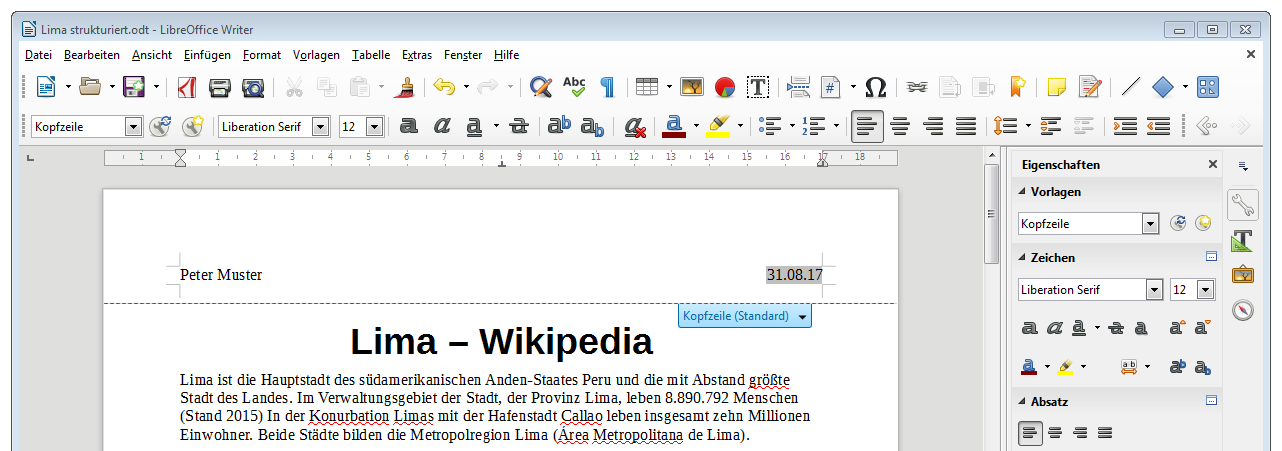 Lima strukturiert.odt - LibreOffice Writer
Datei Bearbeiten Ansicht Einfügen Format Vorlagen Tabelle Extras Fenster Hilfe
Abc
Kopfzeile Liberation Serif 12
1 1 2 3 4 5 6 7 8 9 10 11 12 13 14 15 16 17 18
Eigenschaften
Vorlagen
Kopfzeile
Zeichen
Liberation Serif 12
Absatz
Peter Muster 31.08.17
Kopfzeile (Standard)
Lima – Wikipedia
Lima ist die Hauptstadt des südamerikanischen Anden-Staates Peru und die mit Abstand größte
Stadt des Landes. Im Verwaltungsgebiet der Stadt, der Provinz Lima, leben 8.890.792 Menschen
(Stand 2015) In der Konurbation Limas mit der Hafenstadt Callao leben insgesamt zehn Millionen
Einwohner. Beide Städte bilden die Metropolregion Lima (Área Metropolitana de Lima).